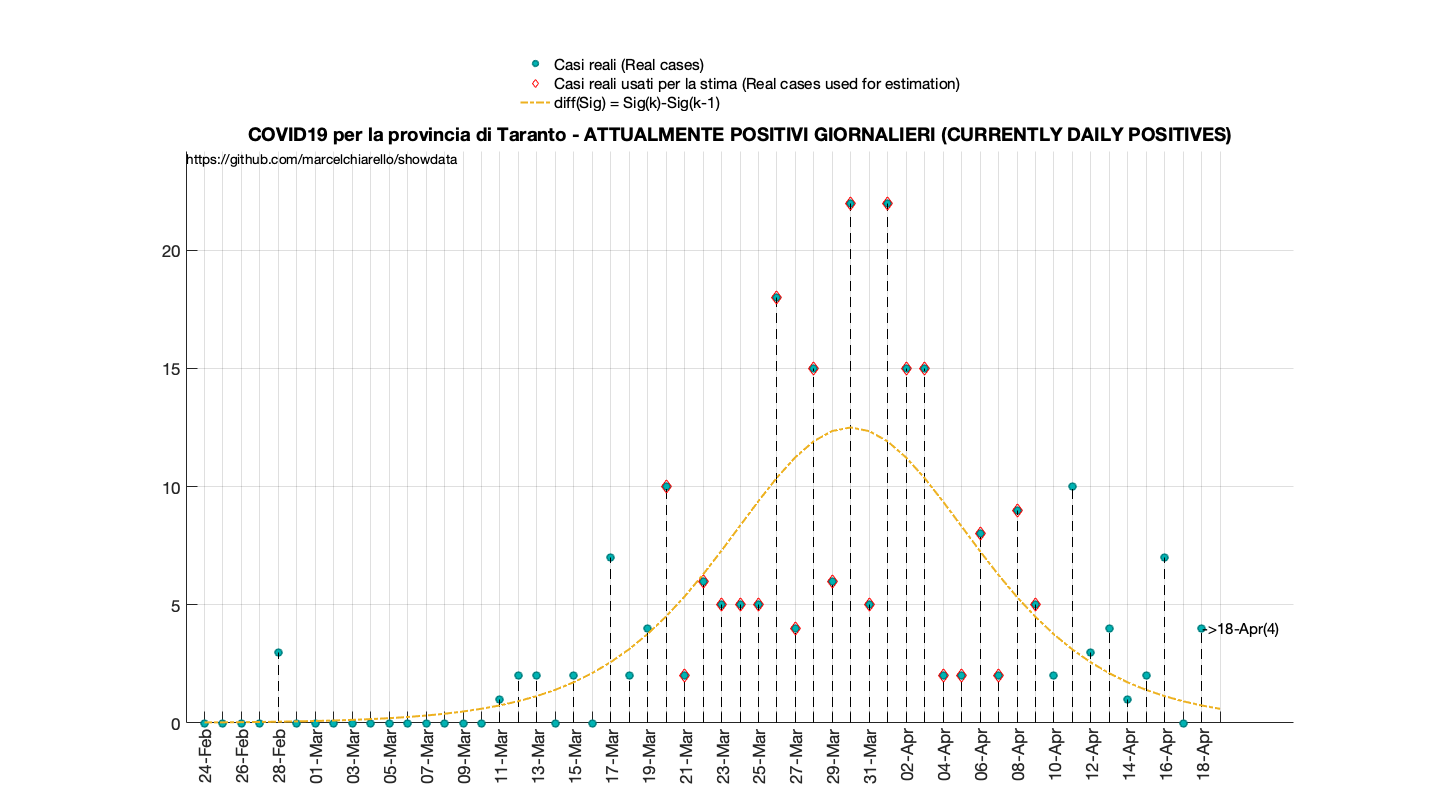 Casi reali (Real cases)
Casi reali usati per la stima (Real cases used for estimation)
diff(Sig) = Sig(k)-Sig(k-1)
COVID19 per la provincia di Taranto - ATTUALMENTE POSITIVI GIORNALIERI (CURRENTLY DAILY POSITIVES)
https://github.com/marcelchiarello/showdata
20
15
10
5
->18-Apr(4)
0
24-Feb
26-Feb
28-Feb
01-Mar
03-Mar
05-Mar
07-Mar
09-Mar
11-Mar
13-Mar
15-Mar
17-Mar
19-Mar
21-Mar
23-Mar
25-Mar
27-Mar
29-Mar
31-Mar
02-Apr
04-Apr
06-Apr
08-Apr
10-Apr
12-Apr
14-Apr
16-Apr
18-Apr